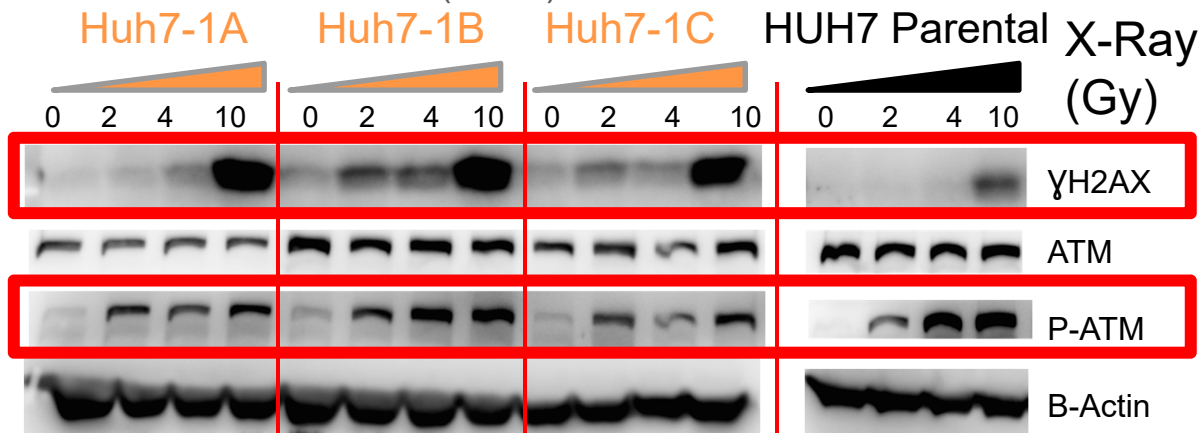 Huh7-1A Huh7-1B Huh7-1C HUH7 Parental X-Ray
(Gy)
0 2 4 10 0 2 4 10 0 2 4 10 0 2 4 10
ɣH2AX
ATM
P-ATM
B-Actin